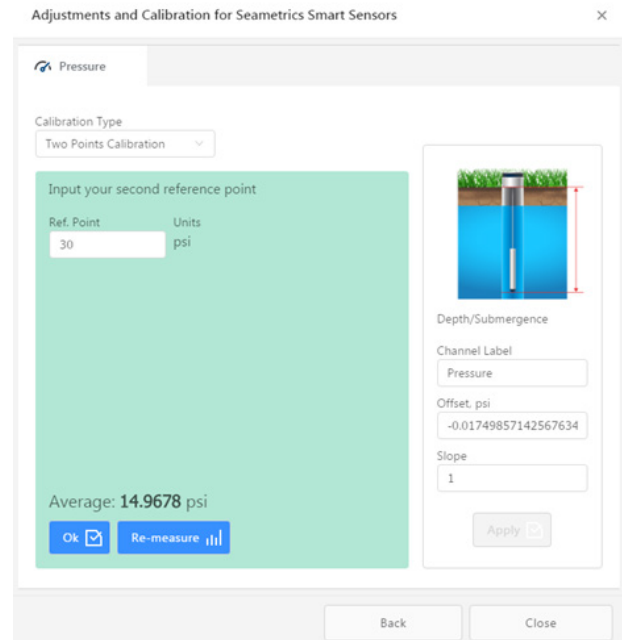 Adjustments and Calibration for Seametrics Smart Sensors
Pressure
Calibration Type
Two Points Calibration
Input your second reference point
Ref. Point Units
30 psi
Average: 14.9678 psi
Ok Re-measure
Depth/Submergence
Channel Label
Pressure
Offset, psi
-0.01749857142567634
Slope
1
Apply
Back Close